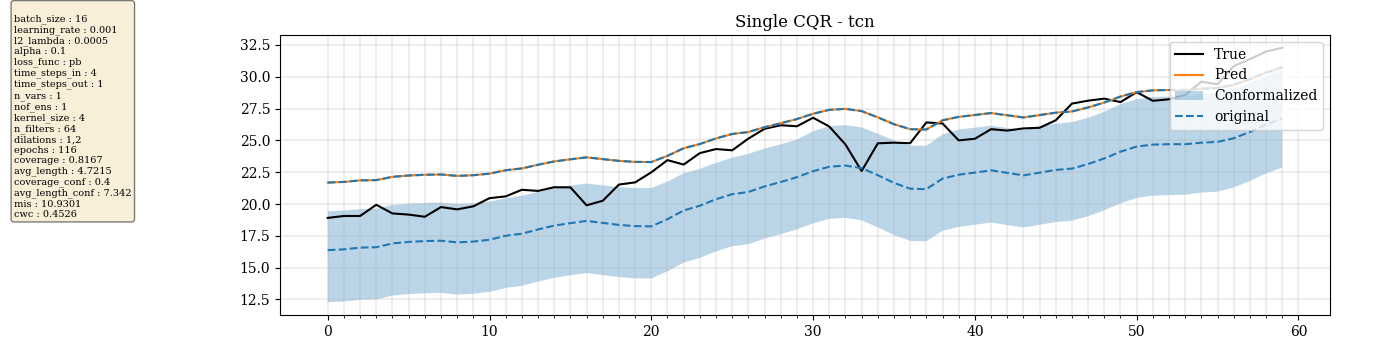 batch_size : 16
learning_rate : 0.001
l2_lambda : 0.0005
alpha : 0.1
loss_func : pb
time_steps_in : 4
time_steps_out : 1
n_vars : 1
nof_ens : 1
kernel_size : 4
n_filters : 64
dilations : 1,2
epochs : 116
coverage : 0.8167
avg_length : 4.7215
coverage_conf : 0.4
avg_length_conf : 7.342
mis : 10.9301
cwc : 0.4526
Single CQR - tcn
32.5
30.0
27.5
25.0
22.5
20.0
17.5
15.0
12.5
0 10 20 30 40 50 60
True
Pred
Conformalized
original